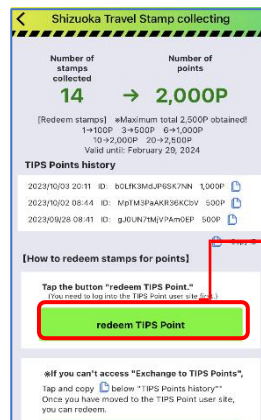 Shizuoka Travel Stamp collecting
Number of stamps collected
Number of points
14 → 2,000P
[Redeem stamps] ※Maximum total 2,500P obtained!
1→100P 3→500P 6→1,000P
10→2,000P 20→2,500P
Valid until: February 29, 2024
TIPS Points history
2023/10/03 20:11 ID: b0LfK3MdJP6SK7NN 1,000P
2023/10/02 08:44 ID: MpTM3PaAKR36KCbV 500P
2023/09/28 08:41 ID: gJ0UN7tMjVPAm0EP 500P
[How to redeem stamps for points]
Tap the button "redeem TIPS Point."
(You need to log into the TIPS Point user site first.)
redeem TIPS Point
※If you can't access "Exchange to TIPS Points",
Tap and copy below "TIPS Points history""
Once you have moved to the TIPS Point user site,
you can redeem.